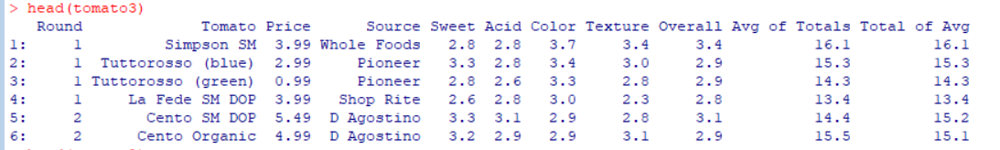 > head(tomato3)
Round Tomato Price Source Sweet Acid Color Texture Overall Avg of Totals Total of Avg
1: 1 Simpson SM 3.99 Whole Foods 2.8 2.8 3.7 3.4 3.4 16.1 16.1
2: 1 Tuttorosso (blue) 2.99 Pioneer 3.3 2.8 3.4 3.0 2.9 15.3 15.3
3: 1 Tuttorosso (green) 0.99 Pioneer 2.8 2.6 3.3 2.8 2.9 14.3 14.3
4: 1 La Fede SM DOP 3.99 Shop Rite 2.6 2.8 3.0 2.3 2.8 13.4 13.4
5: 2 Cento SM DOP 5.49 D Agostino 3.3 3.1 2.9 2.8 3.1 14.4 15.2
6: 2 Cento Organic 4.99 D Agostino 3.2 2.9 2.9 3.1 2.9 15.5 15.1